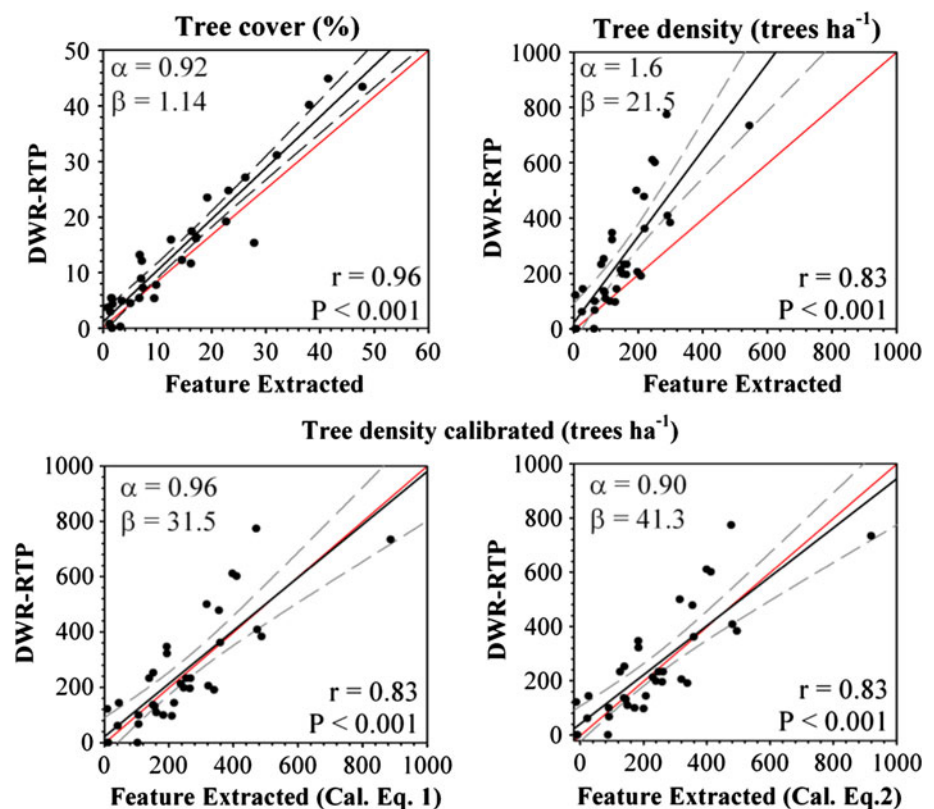 Tree cover (%)
50
40
30
20
10
0
DWR-RTP
α = 0.92
β = 1.14
r = 0.96
P < 0.001
0 10 20 30 40 50 60
Feature Extracted
Tree density (trees ha⁻¹)
1000
800
600
400
200
0
DWR-RTP
α = 1.6
β = 21.5
r = 0.83
P < 0.001
0 200 400 600 800 1000
Feature Extracted
Tree density calibrated (trees ha⁻¹)
1000
800
600
400
200
0
DWR-RTP
α = 0.96
β = 31.5
r = 0.83
P < 0.001
0 200 400 600 800 1000
Feature Extracted (Cal. Eq. 1)
1000
800
600
400
200
0
DWR-RTP
α = 0.90
β = 41.3
r = 0.83
P < 0.001
0 200 400 600 800 1000
Feature Extracted (Cal. Eq.2)